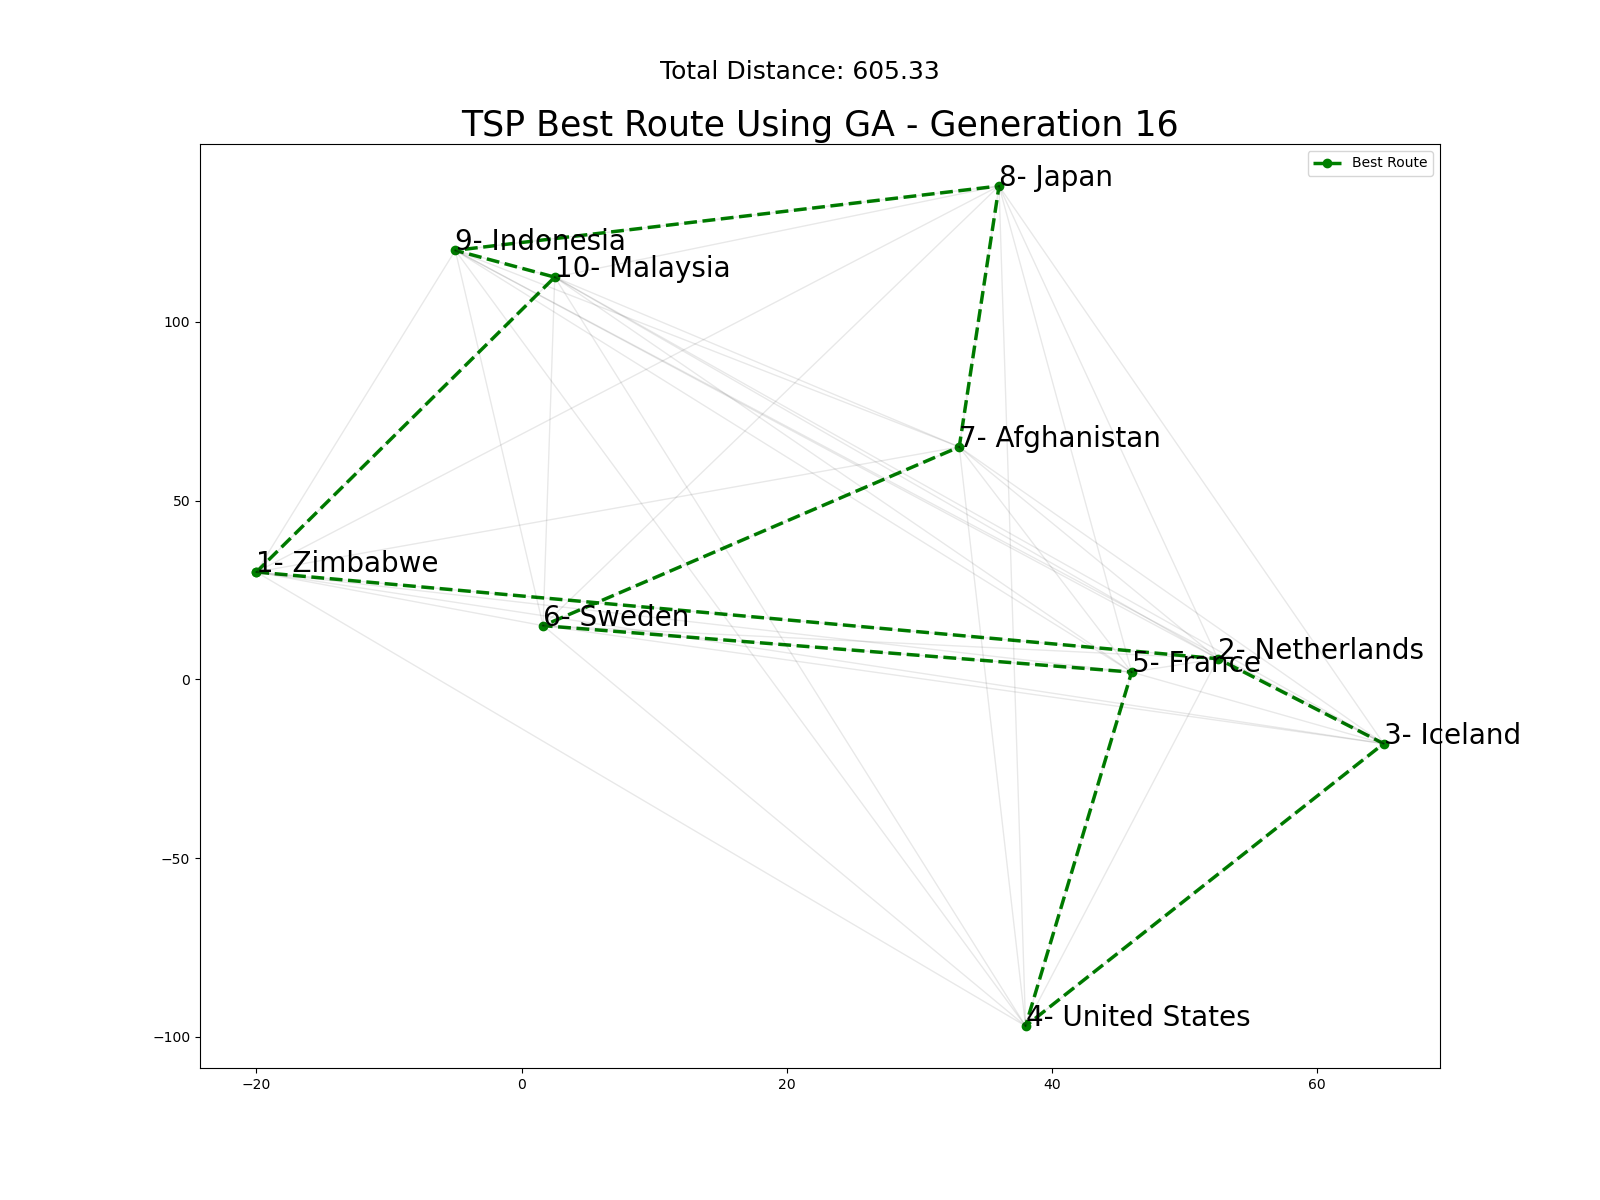 Total Distance: 605.33
TSP Best Route Using GA - Generation 16
Best Route
8- Japan
9- Indonesia
10- Malaysia
7- Afghanistan
1- Zimbabwe
6- Sweden
2- Netherlands
5- France
3- Iceland
4- United States
100
50
0
−50
−100
−20
0
20
40
60